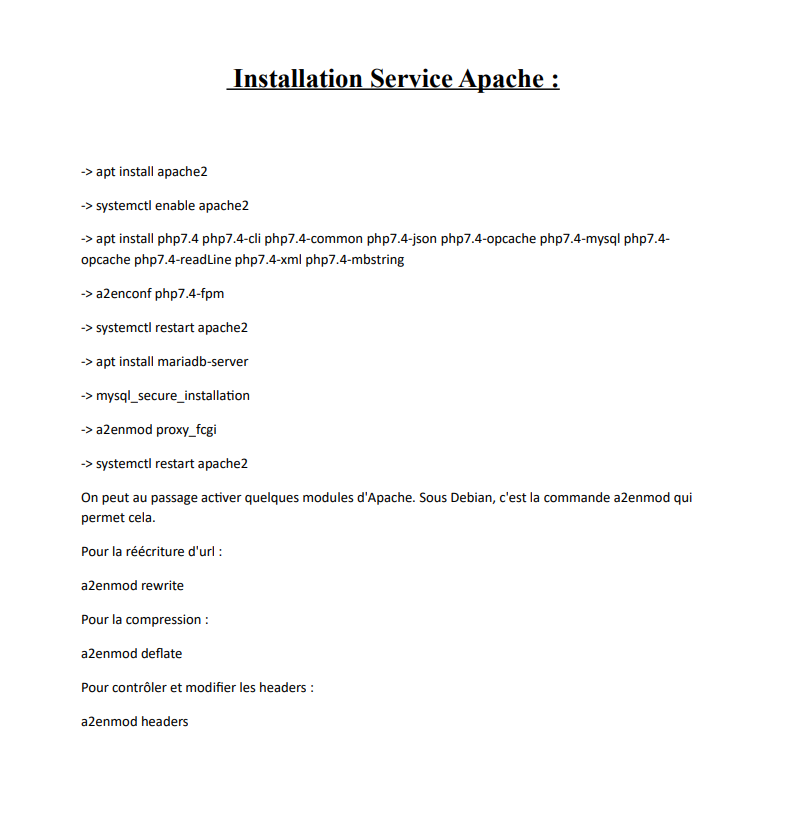 Installation Service Apache :
-> apt install apache2
-> systemctl enable apache2
-> apt install php7.4 php7.4-cli php7.4-common php7.4-json php7.4-opcache php7.4-mysql php7.4-
opcache php7.4-readLine php7.4-xml php7.4-mbstring
-> a2enconf php7.4-fpm
-> systemctl restart apache2
-> apt install mariadb-server
-> mysql_secure_installation
-> a2enmod proxy_fcgi
-> systemctl restart apache2
On peut au passage activer quelques modules d'Apache. Sous Debian, c'est la commande a2enmod qui
permet cela.
Pour la réécriture d'url :
a2enmod rewrite
Pour la compression :
a2enmod deflate
Pour contrôler et modifier les headers :
a2enmod headers